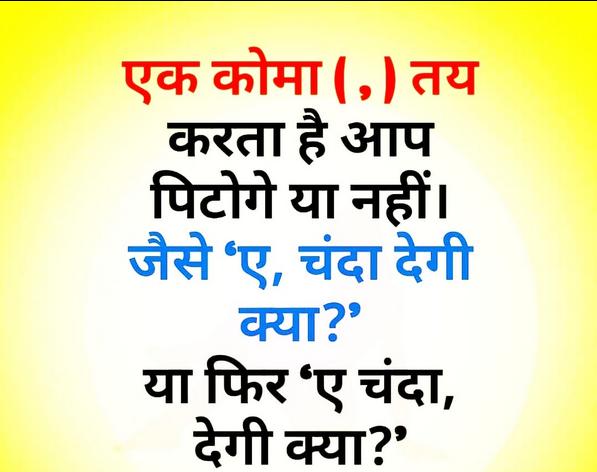 एक कोमा ( , ) तय
करता है आप
पिटोगे या नहीं।
जैसे ‘ए, चंदा देगी
क्या?’
या फिर ‘ए चंदा,
देगी क्या?’